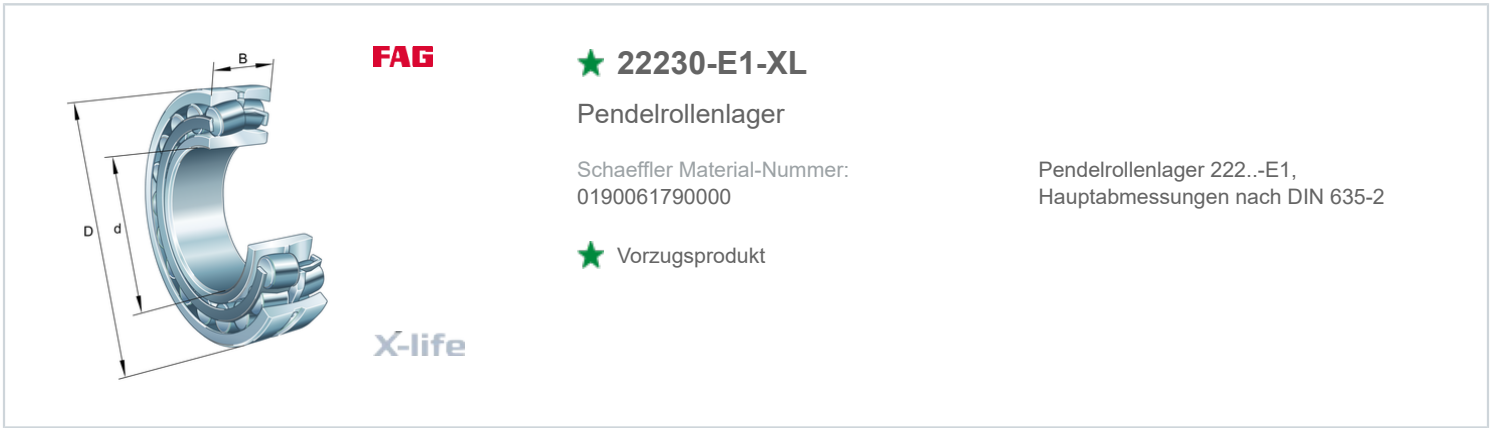 B
FAG
22230-E1-XL
Pendelrollenlager
Schaeffler Material-Nummer:
0190061790000
Pendelrollenlager 222..-E1,
Hauptabmessungen nach DIN 635-2
D
d
Vorzugsprodukt
X-life